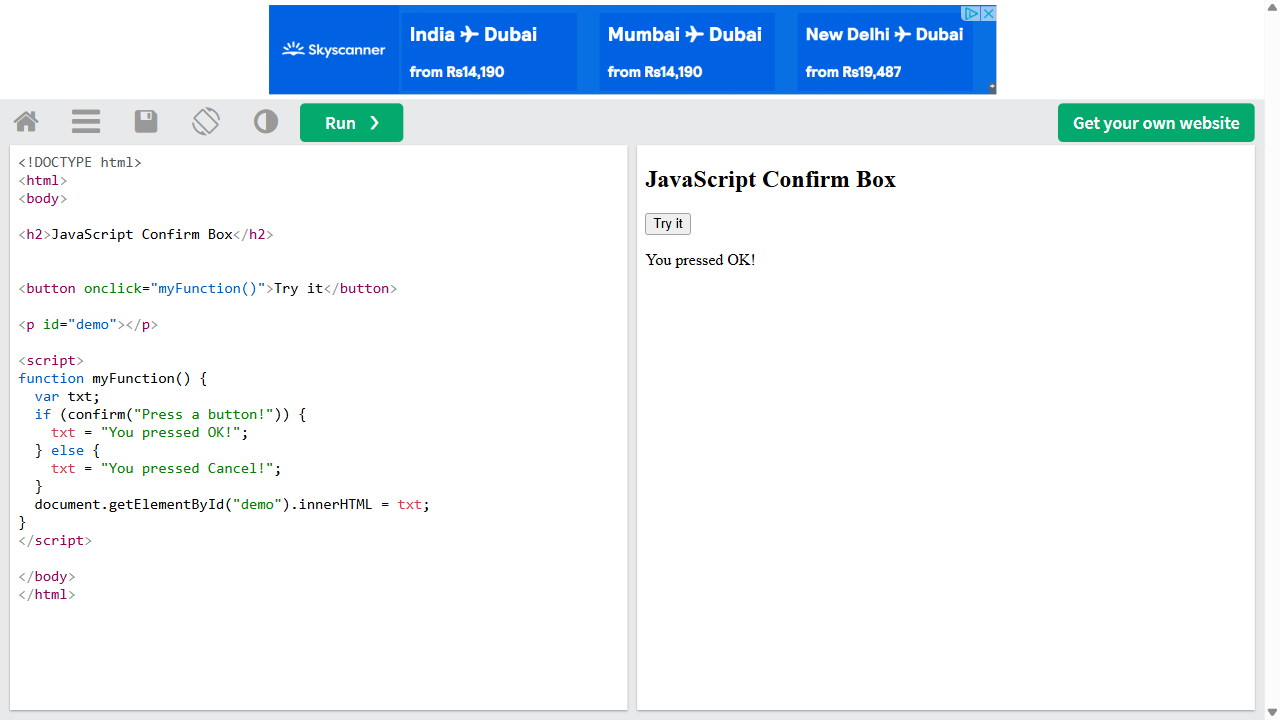 Skyscanner
India ✈ Dubai
from Rs14,190
Mumbai ✈ Dubai
from Rs14,190
New Delhi ✈ Dubai
from Rs19,487
Run ❯
Get your own website
<!DOCTYPE html>
<html>
<body>
<h2>JavaScript Confirm Box</h2>
<button onclick="myFunction()">Try it</button>
<p id="demo"></p>
<script>
function myFunction() {
  var txt;
  if (confirm("Press a button!")) {
    txt = "You pressed OK!";
  } else {
    txt = "You pressed Cancel!";
  }
  document.getElementById("demo").innerHTML = txt;
}
</script>
</body>
</html>
JavaScript Confirm Box
Try it
You pressed OK!